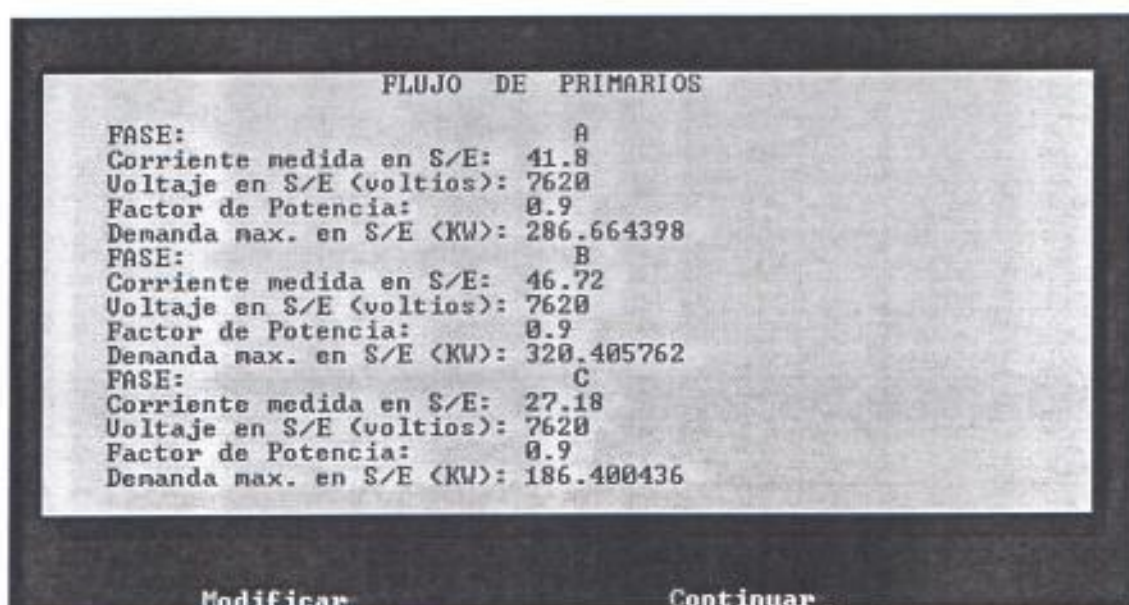 FLUJO DE PRIMARIOS
FASE: A
Corriente medida en S/E: 41.8
Voltaje en S/E (voltios): 7620
Factor de Potencia: 0.9
Demanda max. en S/E (KW): 286.664398
FASE: B
Corriente medida en S/E: 46.72
Voltaje en S/E (voltios): 7620
Factor de Potencia: 0.9
Demanda max. en S/E (KW): 320.405762
FASE: C
Corriente medida en S/E: 27.18
Voltaje en S/E (voltios): 7620
Factor de Potencia: 0.9
Demanda max. en S/E (KW): 186.400436
Modificar Continuar